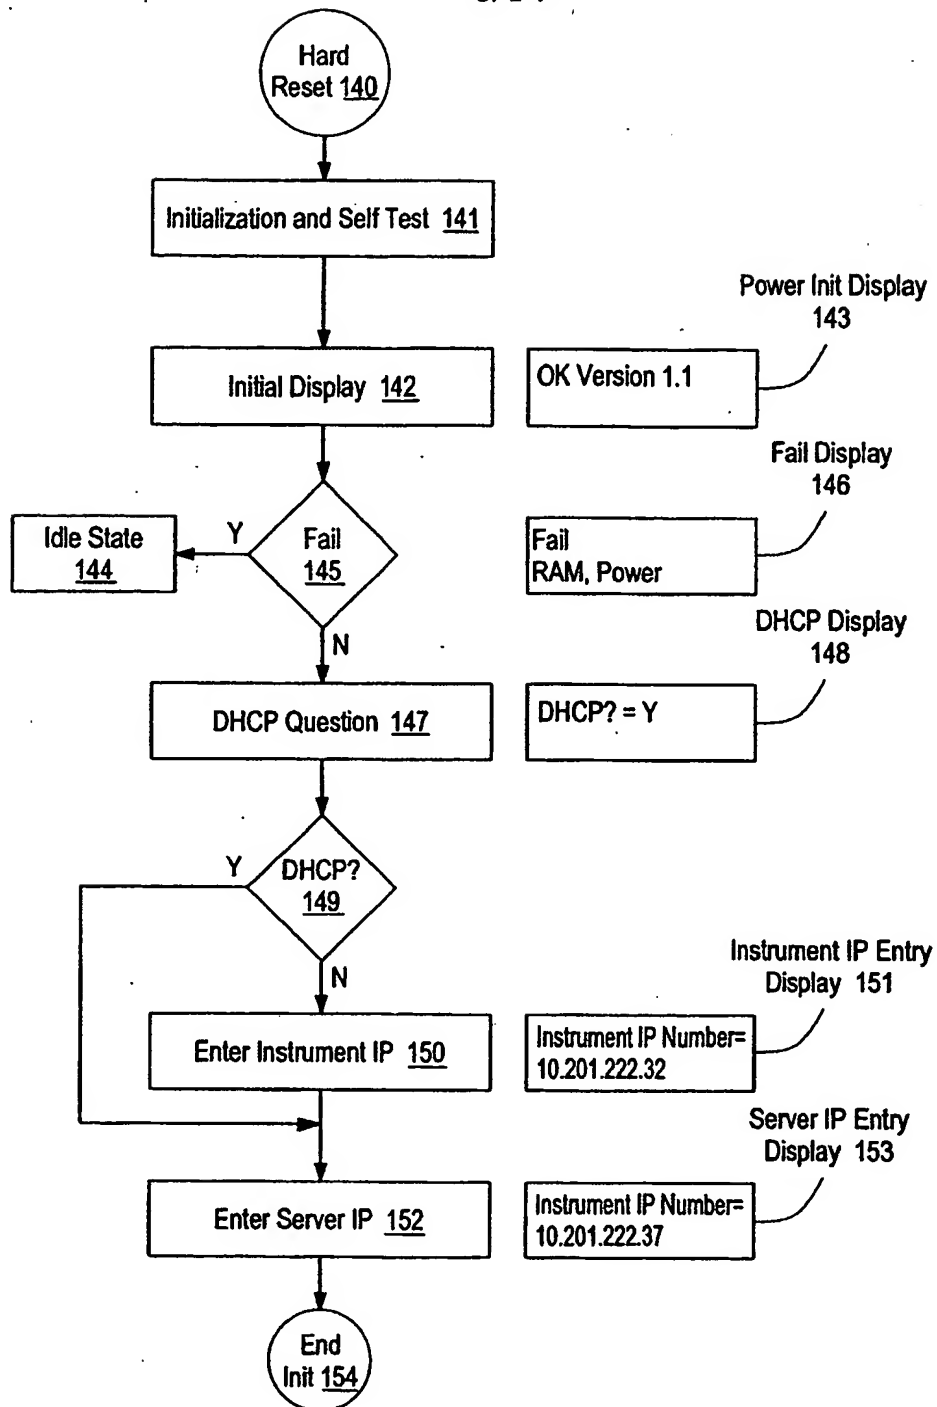 Hard
Reset 140
Initialization and Self Test 141
Power Init Display
143
Initial Display 142
OK Version 1.1
Fail Display
146
Idle State
144
Y
Fail
145
Fail
RAM, Power
N
DHCP Display
148
DHCP Question 147
DHCP? = Y
Y
DHCP?
149
N
Instrument IP Entry
Display 151
Enter Instrument IP 150
Instrument IP Number=
10.201.222.32
Server IP Entry
Display 153
Enter Server IP 152
Instrument IP Number=
10.201.222.37
End
Init 154